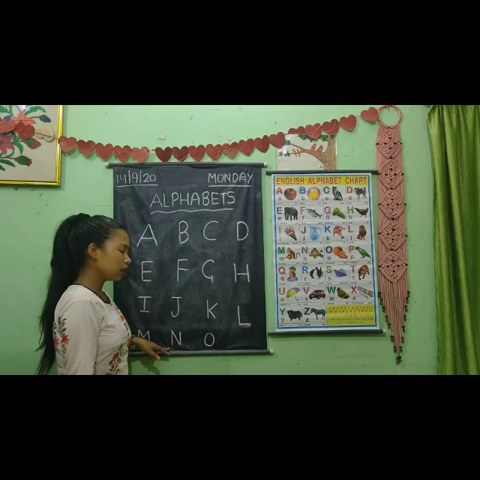 14/9/20 MONDAY
ALPHABETS
A B C D
E F G H
I J K L
M N O
ENGLISH ALPHABET CHART
A B C D
E F G H
I J K L
M N O P
Q R S T
U V W X
Y Z